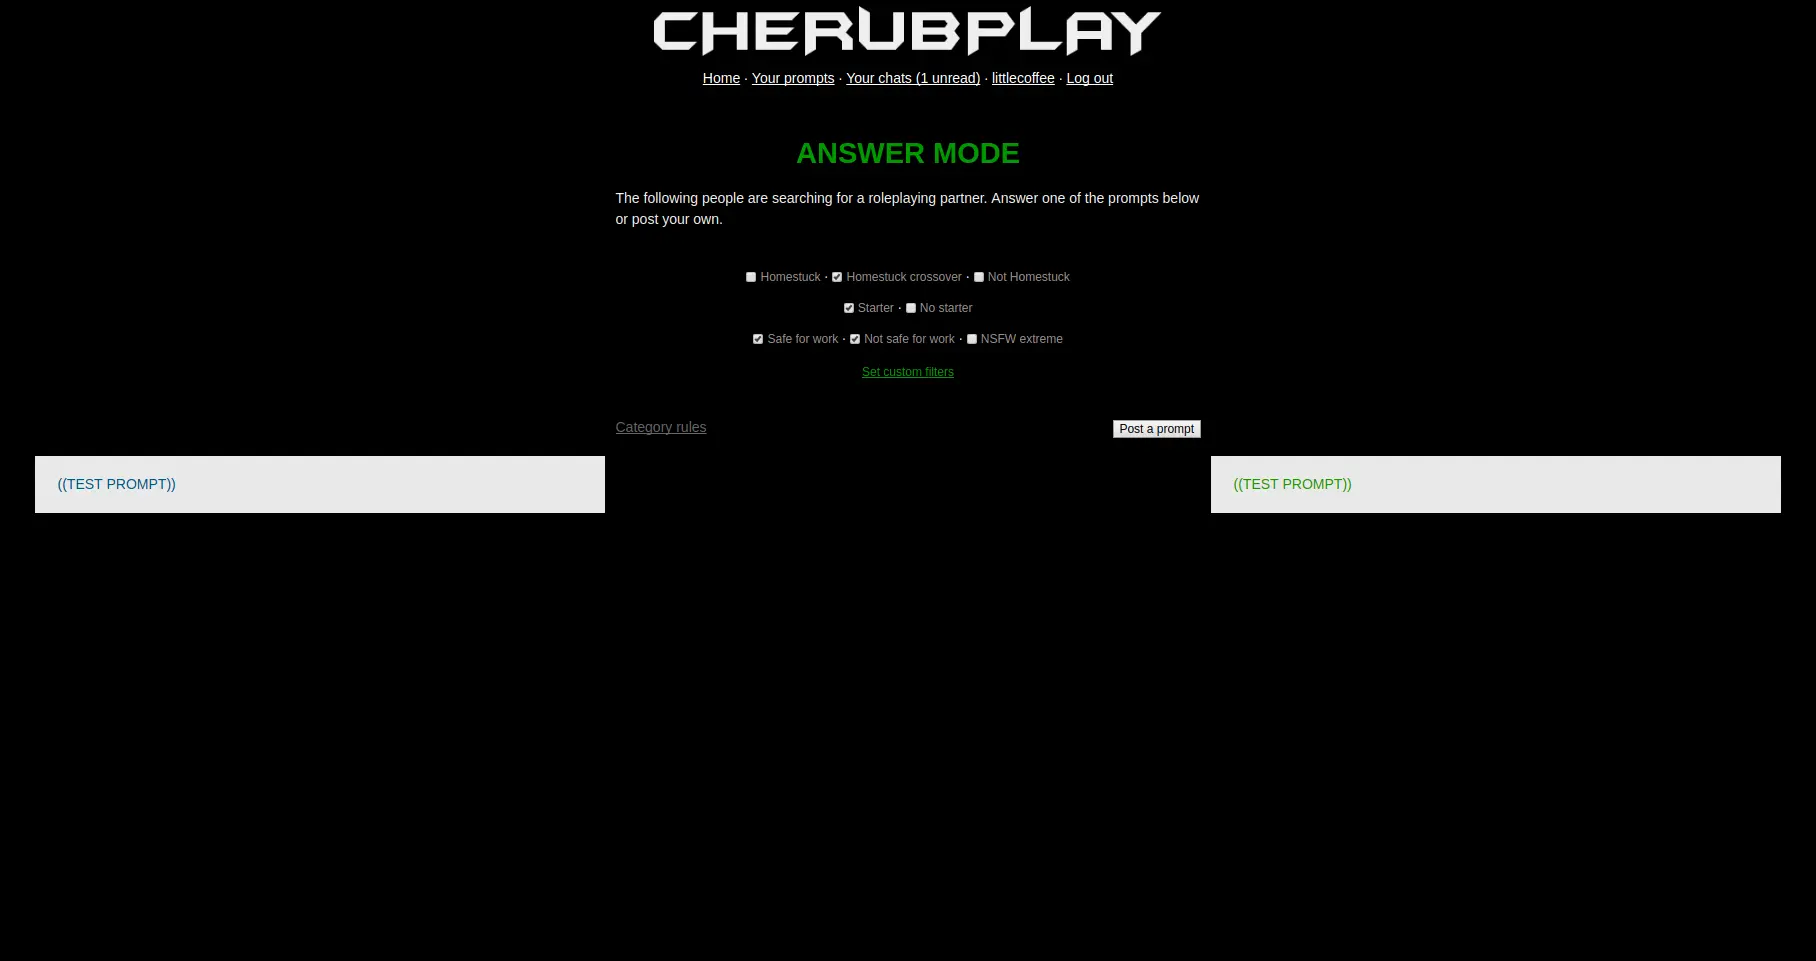 CHERUBPLAY
Home · Your prompts · Your chats (1 unread) · littlecoffee · Log out
ANSWER MODE
The following people are searching for a roleplaying partner. Answer one of the prompts below
or post your own.
Homestuck · Homestuck crossover · Not Homestuck
Starter · No starter
Safe for work · Not safe for work · NSFW extreme
Set custom filters
Category rules
Post a prompt
((TEST PROMPT))
((TEST PROMPT))